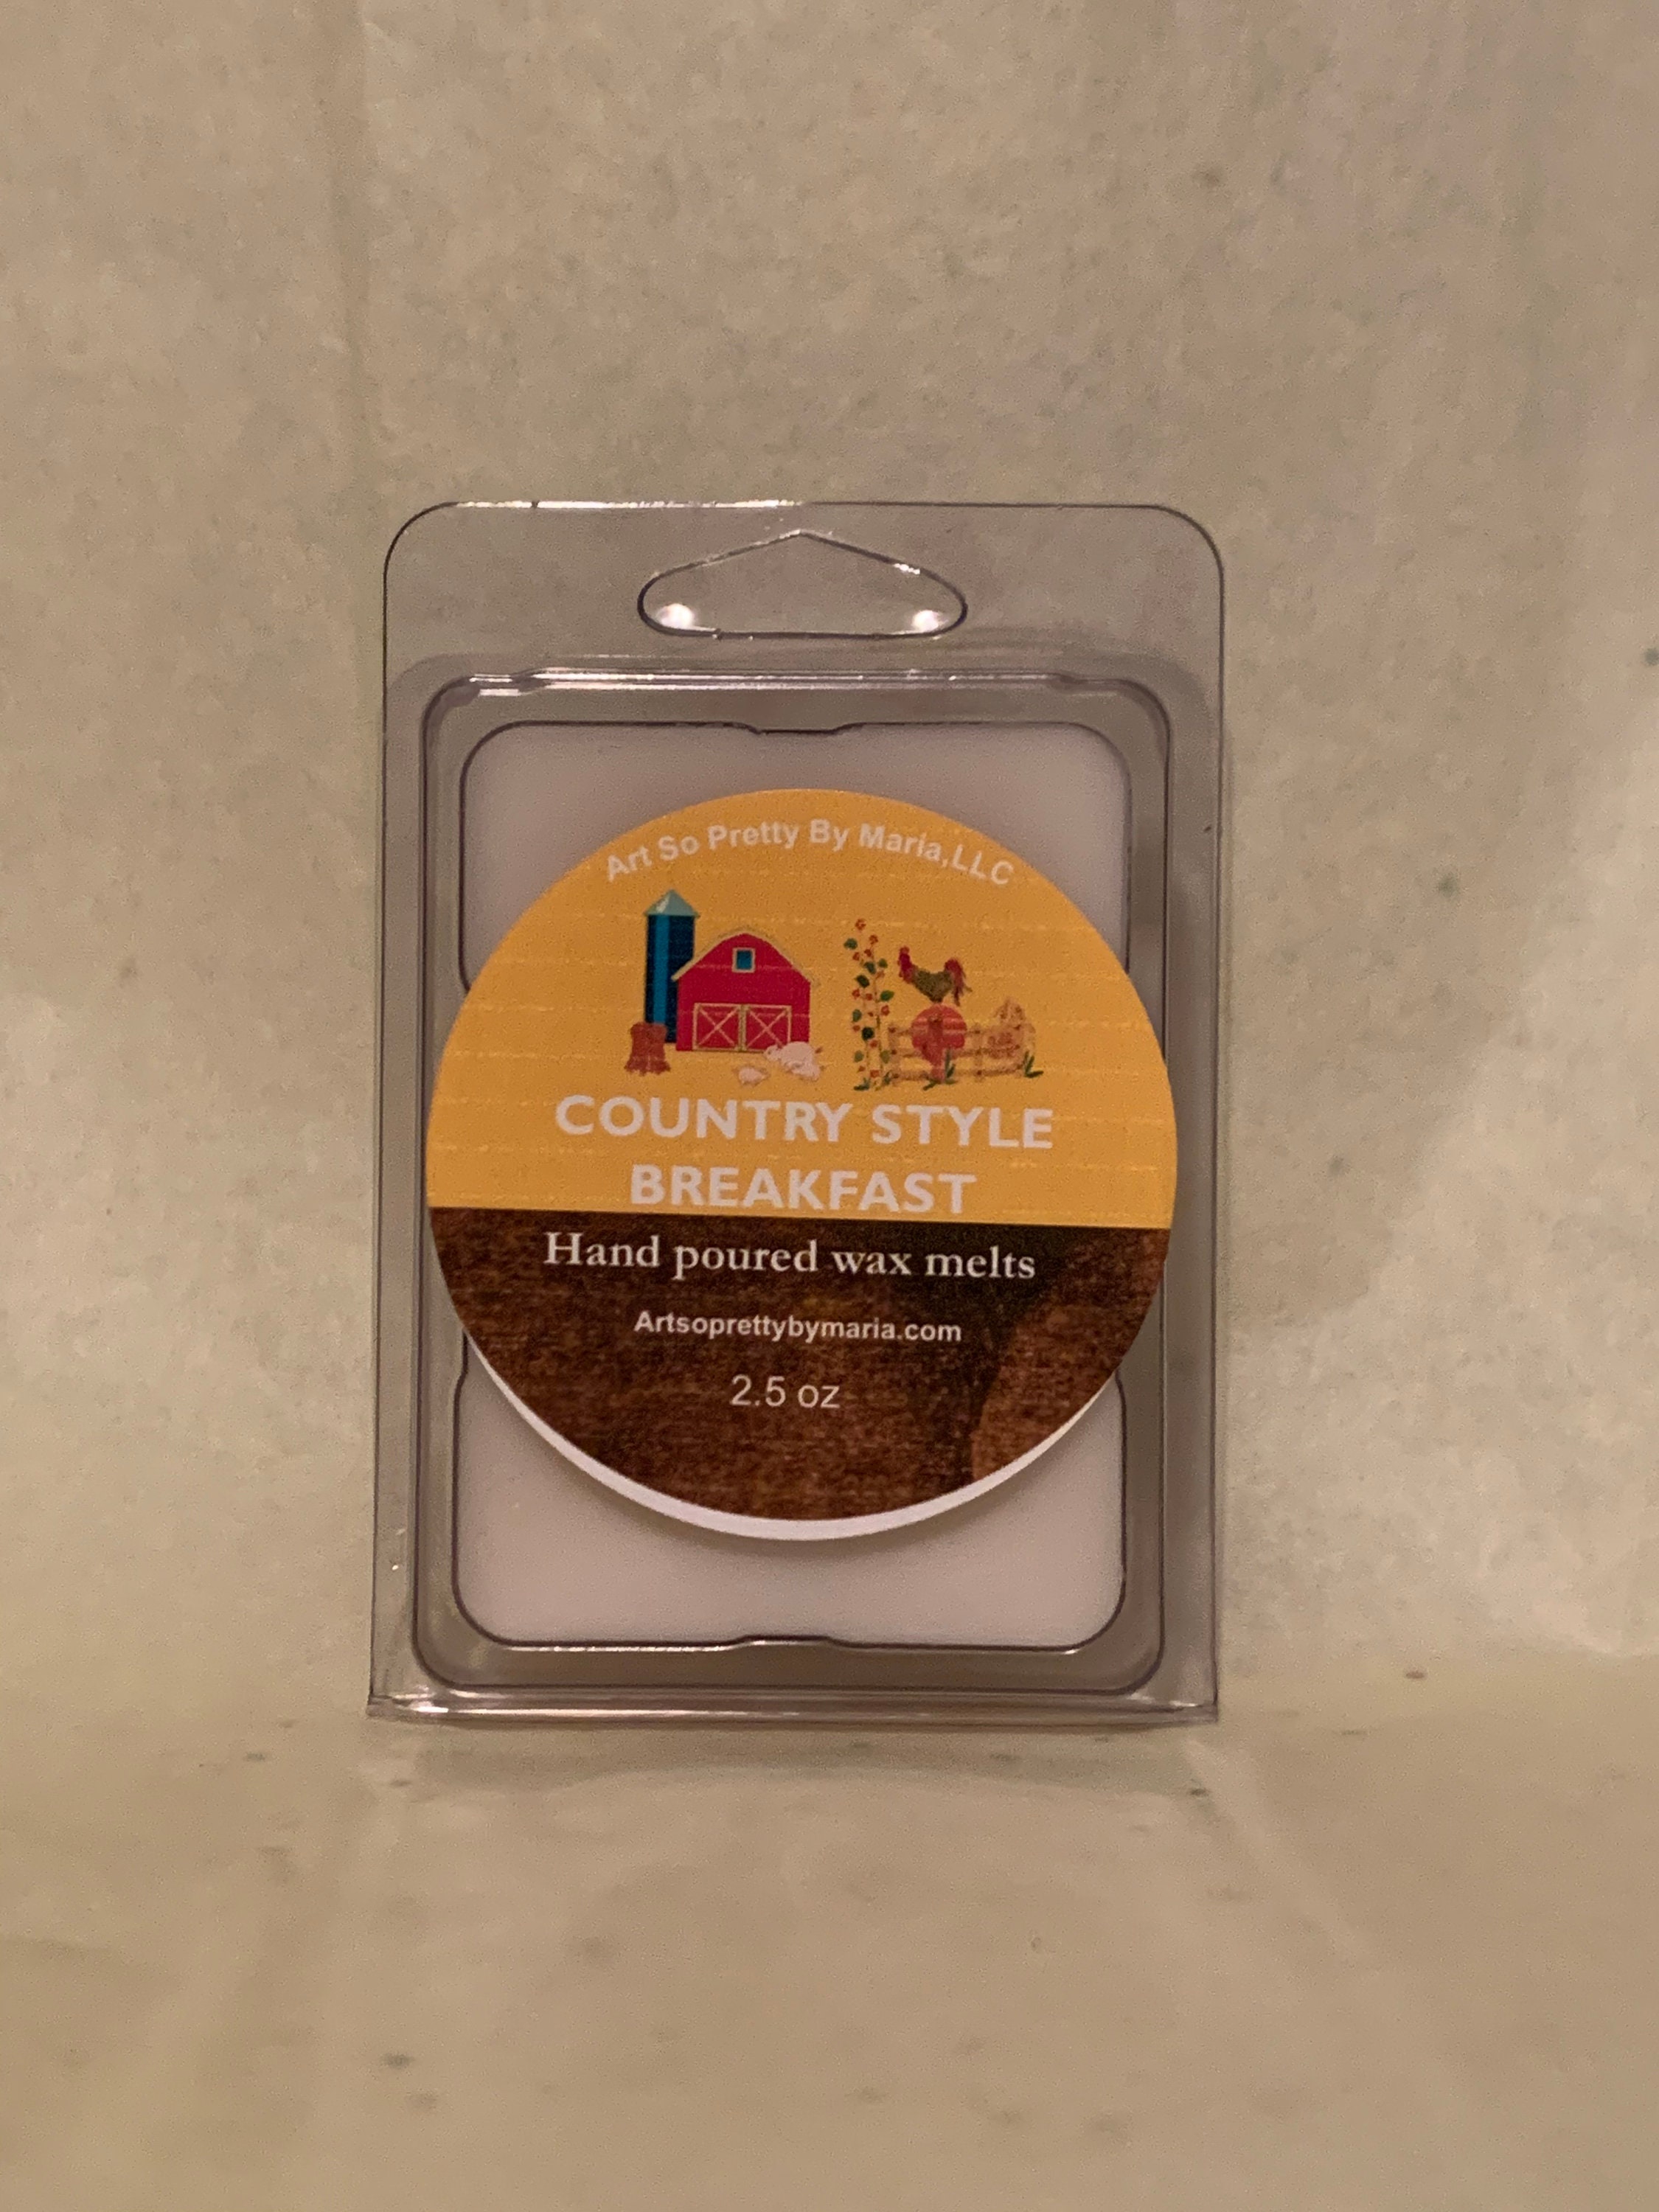 Art So Pretty By Maria,LLC
COUNTRY STYLE
BREAKFAST
Hand poured wax melts
Artsoprettybymaria.com
2.5 oz